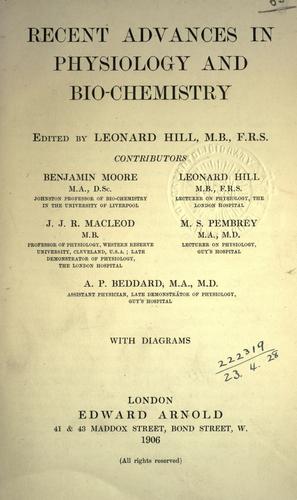 RECENT ADVANCES IN
PHYSIOLOGY AND
BIO-CHEMISTRY
EDITED BY LEONARD HILL, M.B., F.R.S.
CONTRIBUTORS
BENJAMIN MOORE
M.A., D.Sc.
JOHNSTON PROFESSOR OF BIO-CHEMISTRY
IN THE UNIVERSITY OF LIVERPOOL
LEONARD HILL
M.B., F.R.S.
LECTURER ON PHYSIOLOGY, THE
LONDON HOSPITAL
J. J. R. MACLEOD
M.B.
PROFESSOR OF PHYSIOLOGY, WESTERN RESERVE
UNIVERSITY, CLEVELAND, U.S.A.; LATE
DEMONSTRATOR OF PHYSIOLOGY,
THE LONDON HOSPITAL
M. S. PEMBREY
M.A., M.D.
LECTURER ON PHYSIOLOGY,
GUY'S HOSPITAL
A. P. BEDDARD, M.A., M.D.
ASSISTANT PHYSICIAN, LATE DEMONSTRATOR OF PHYSIOLOGY,
GUY'S HOSPITAL
WITH DIAGRAMS
222319
23. 4. 28
LONDON
EDWARD ARNOLD
41 & 43 MADDOX STREET, BOND STREET, W.
1906
(All rights reserved)